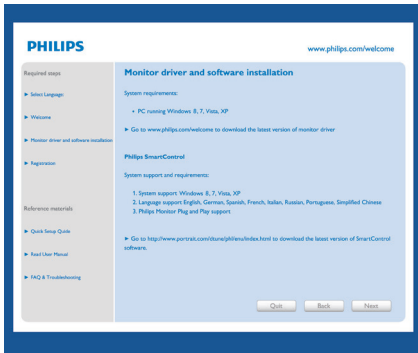 PHILIPS
www.philips.com/welcome
Required steps
Select Language:
Welcome
Monitor driver and software installation
Registration
Reference materials
Quick Setup Guide
Read User Manual
FAQ & Troubleshooting
Monitor driver and software installation
System requirements:
• PC running Windows 8, 7, Vista, XP
Go to www.philips.com/welcome to download the latest version of monitor driver
Philips SmartControl
System support and requirements:
1. System support Windows 8, 7, Vista, XP
2. Language support English, German, Spanish, French, Italian, Russian, Portuguese, Simplified Chinese
3. Philips Monitor Plug and Play support
Go to http://www.portrait.com/dtune/phl/enu/index.html to download the latest version of SmartControl
software.
Quit
Back
Next